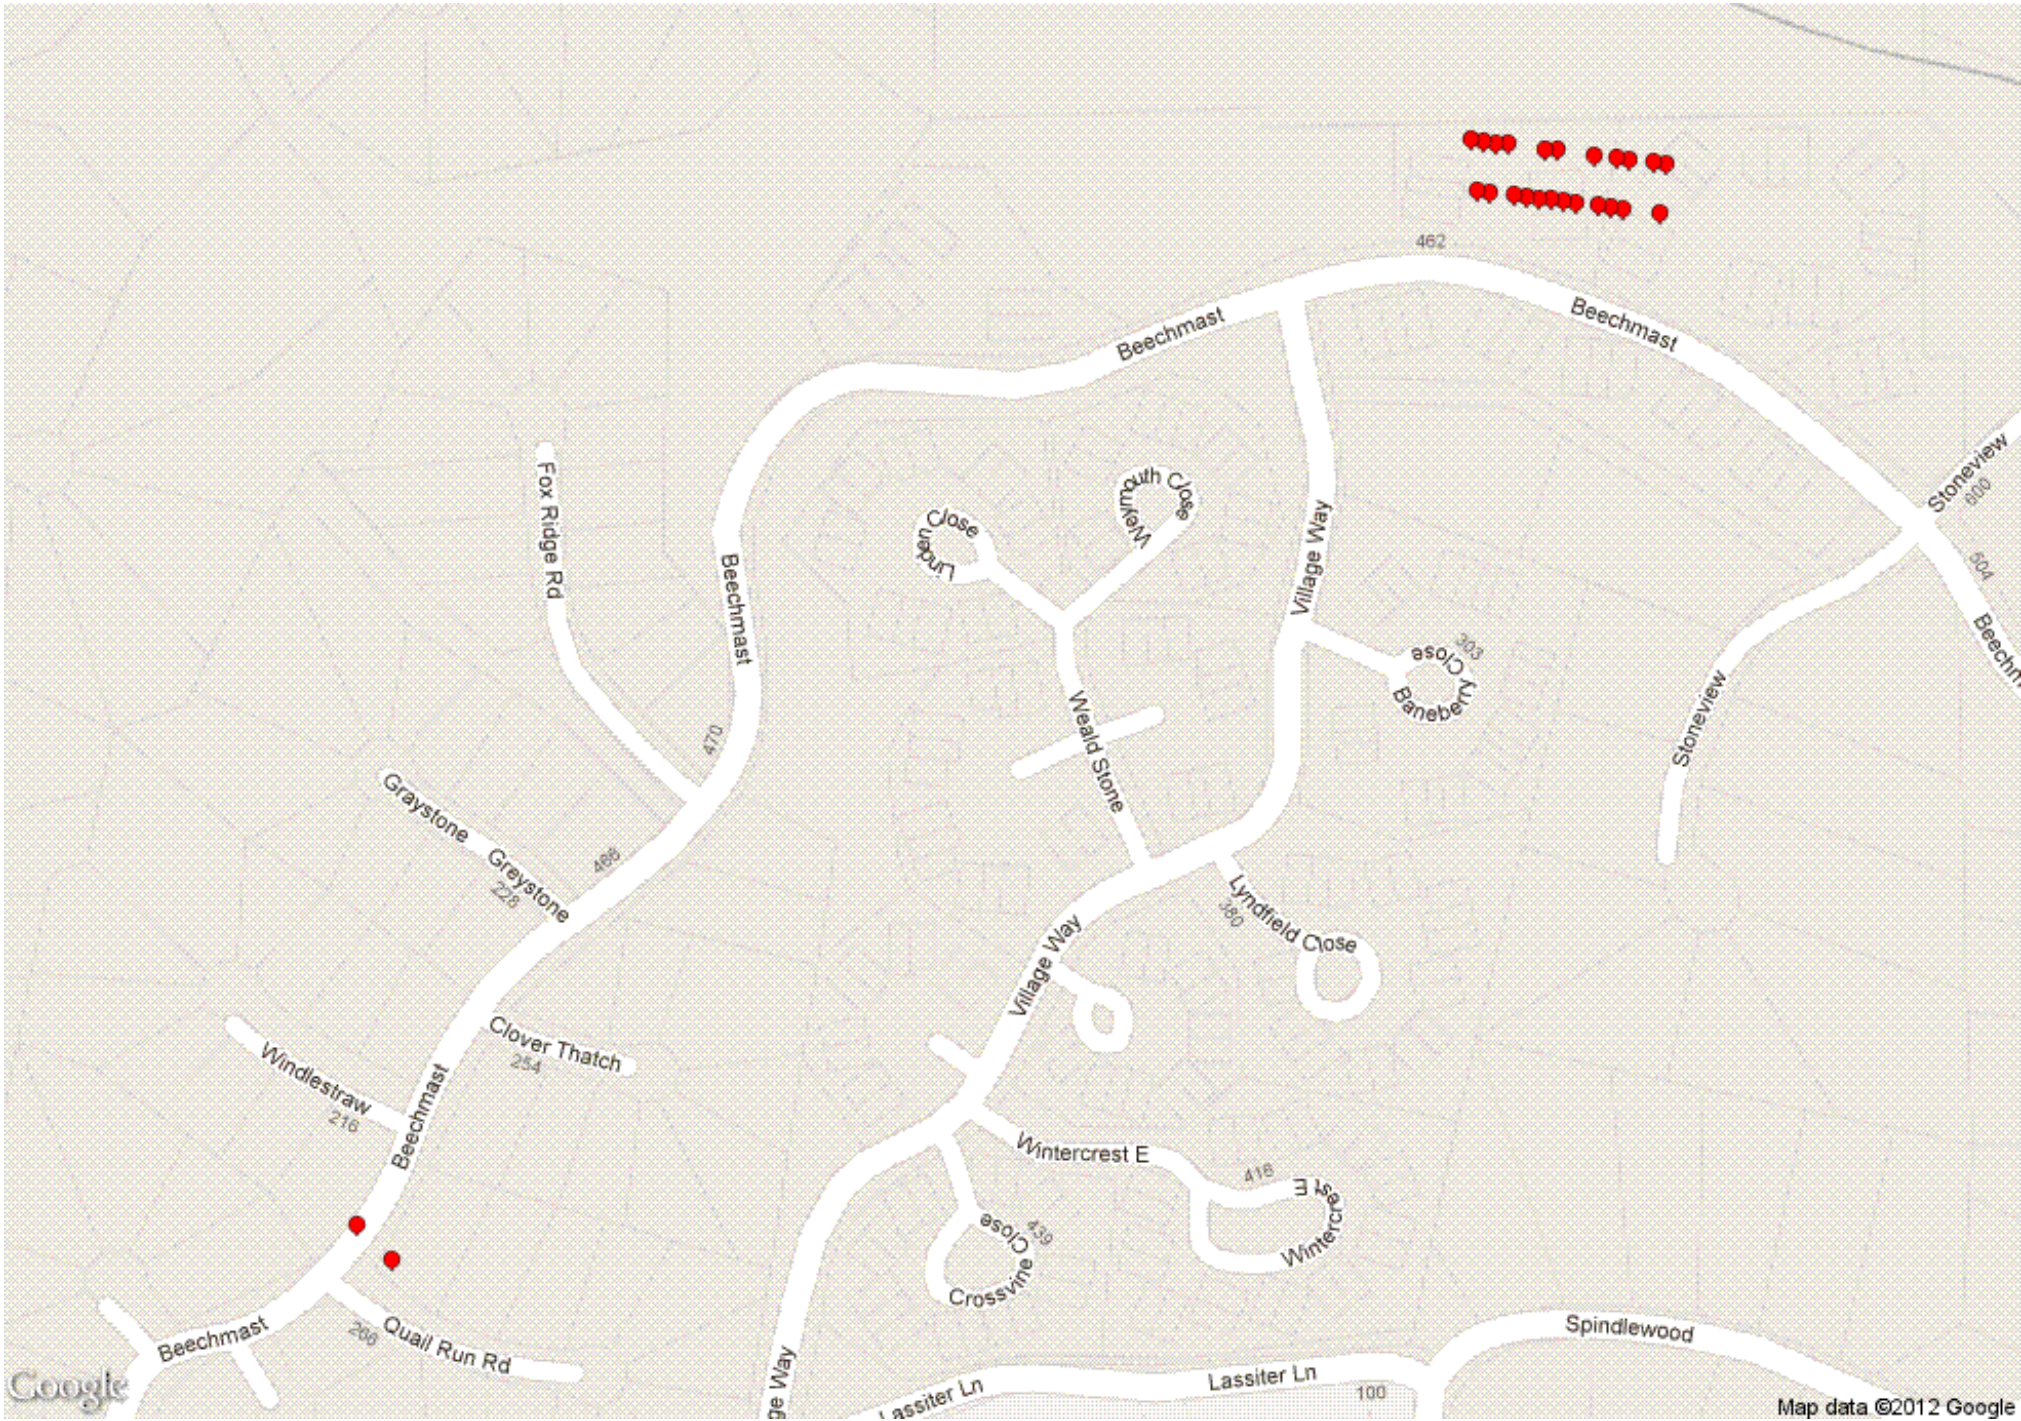 462
Beechmast
Beechmast
Stoneview
600
Fox Ridge Rd
Weymouth Close
Linden Close
Village Way
Beechmast
504
Beechm
303
Baneberry Close
Stoneview
470
Weald Stone
Graystone
Greystone
228
466
Lyndfield Close
380
Village Way
Clover Thatch
254
Windlestraw
216
Beechmast
Wintercrest E
416
Wintercrest E
439
Crossvine Close
Beechmast
Quail Run Rd
266
Spindlewood
ge Way
Lassiter Ln
Lassiter Ln
100
Google
Map data ©2012 Google